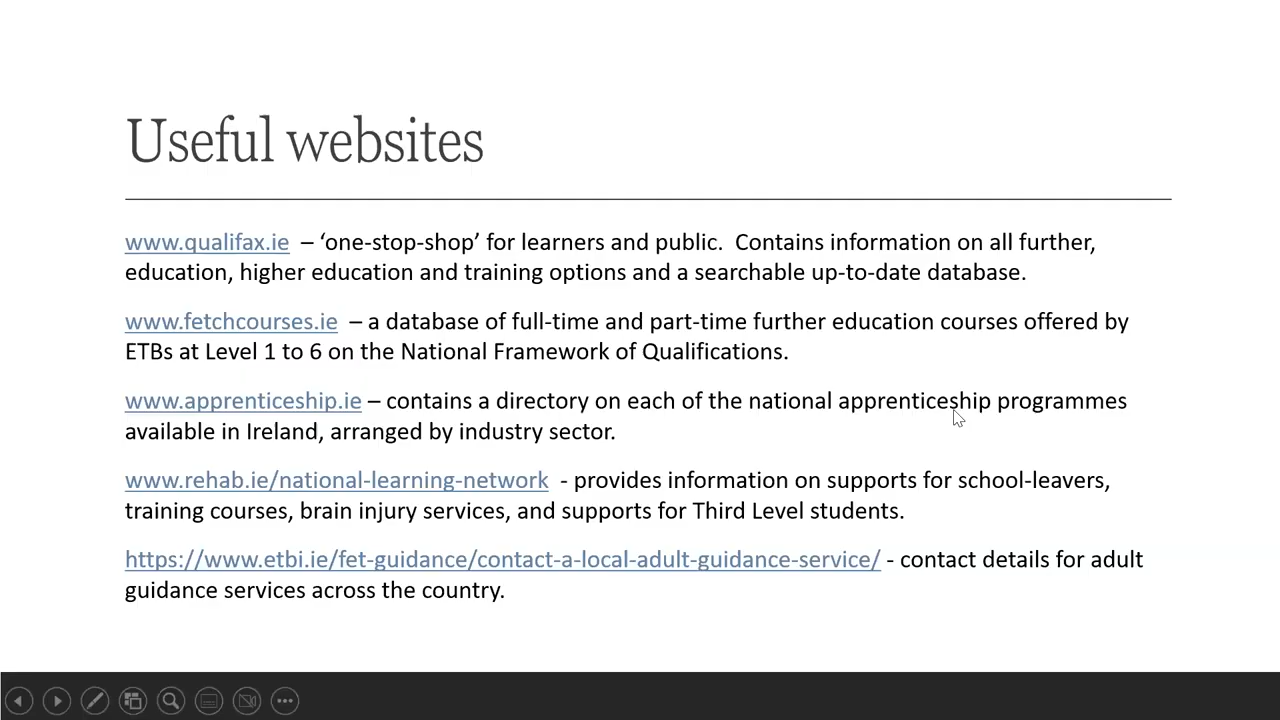 Useful websites
www.qualifax.ie – ‘one-stop-shop’ for learners and public. Contains information on all further,
education, higher education and training options and a searchable up-to-date database.
www.fetchcourses.ie – a database of full-time and part-time further education courses offered by
ETBs at Level 1 to 6 on the National Framework of Qualifications.
www.apprenticeship.ie – contains a directory on each of the national apprenticeship programmes
available in Ireland, arranged by industry sector.
www.rehab.ie/national-learning-network - provides information on supports for school-leavers,
training courses, brain injury services, and supports for Third Level students.
https://www.etbi.ie/fet-guidance/contact-a-local-adult-guidance-service/ - contact details for adult
guidance services across the country.